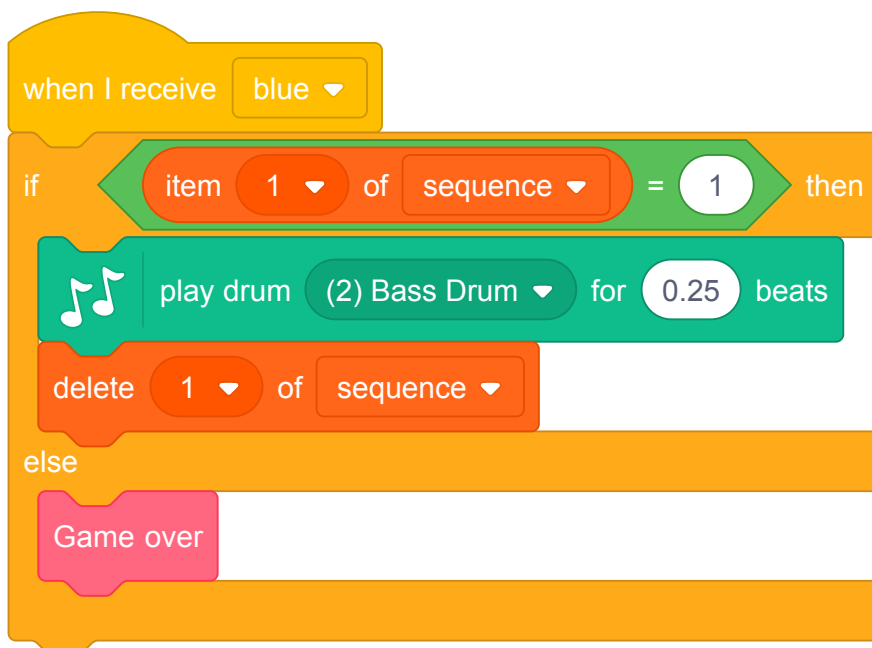 when I receive blue
if item 1 of sequence = 1 then
play drum (2) Bass Drum for 0.25 beats
delete 1 of sequence
else
Game over